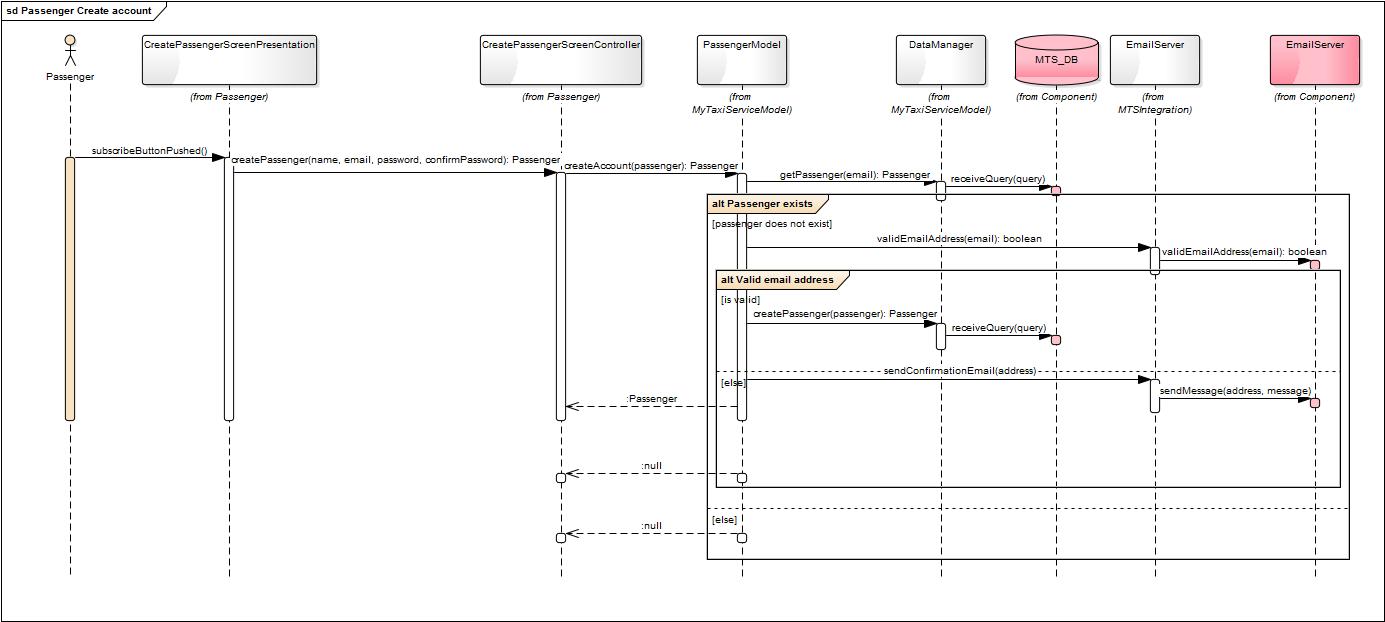 sd Passenger Create account
Passenger
CreatePassengerScreenPresentation
(from Passenger)
CreatePassengerScreenController
(from Passenger)
PassengerModel
(from
MyTaxiServiceModel)
DataManager
(from
MyTaxiServiceModel)
MTS_DB
(from Component)
EmailServer
(from
MTSIntegration)
EmailServer
(from Component)
subscribeButtonPushed()
createPassenger(name, email, password, confirmPassword): Passenger
createAccount(passenger): Passenger
getPassenger(email): Passenger
receiveQuery(query)
alt Passenger exists
[passenger does not exist]
validEmailAddress(email): boolean
validEmailAddress(email): boolean
alt Valid email address
[is valid]
createPassenger(passenger): Passenger
receiveQuery(query)
sendConfirmationEmail(address)
[else]
sendMessage(address, message)
:Passenger
:null
[else]
:null